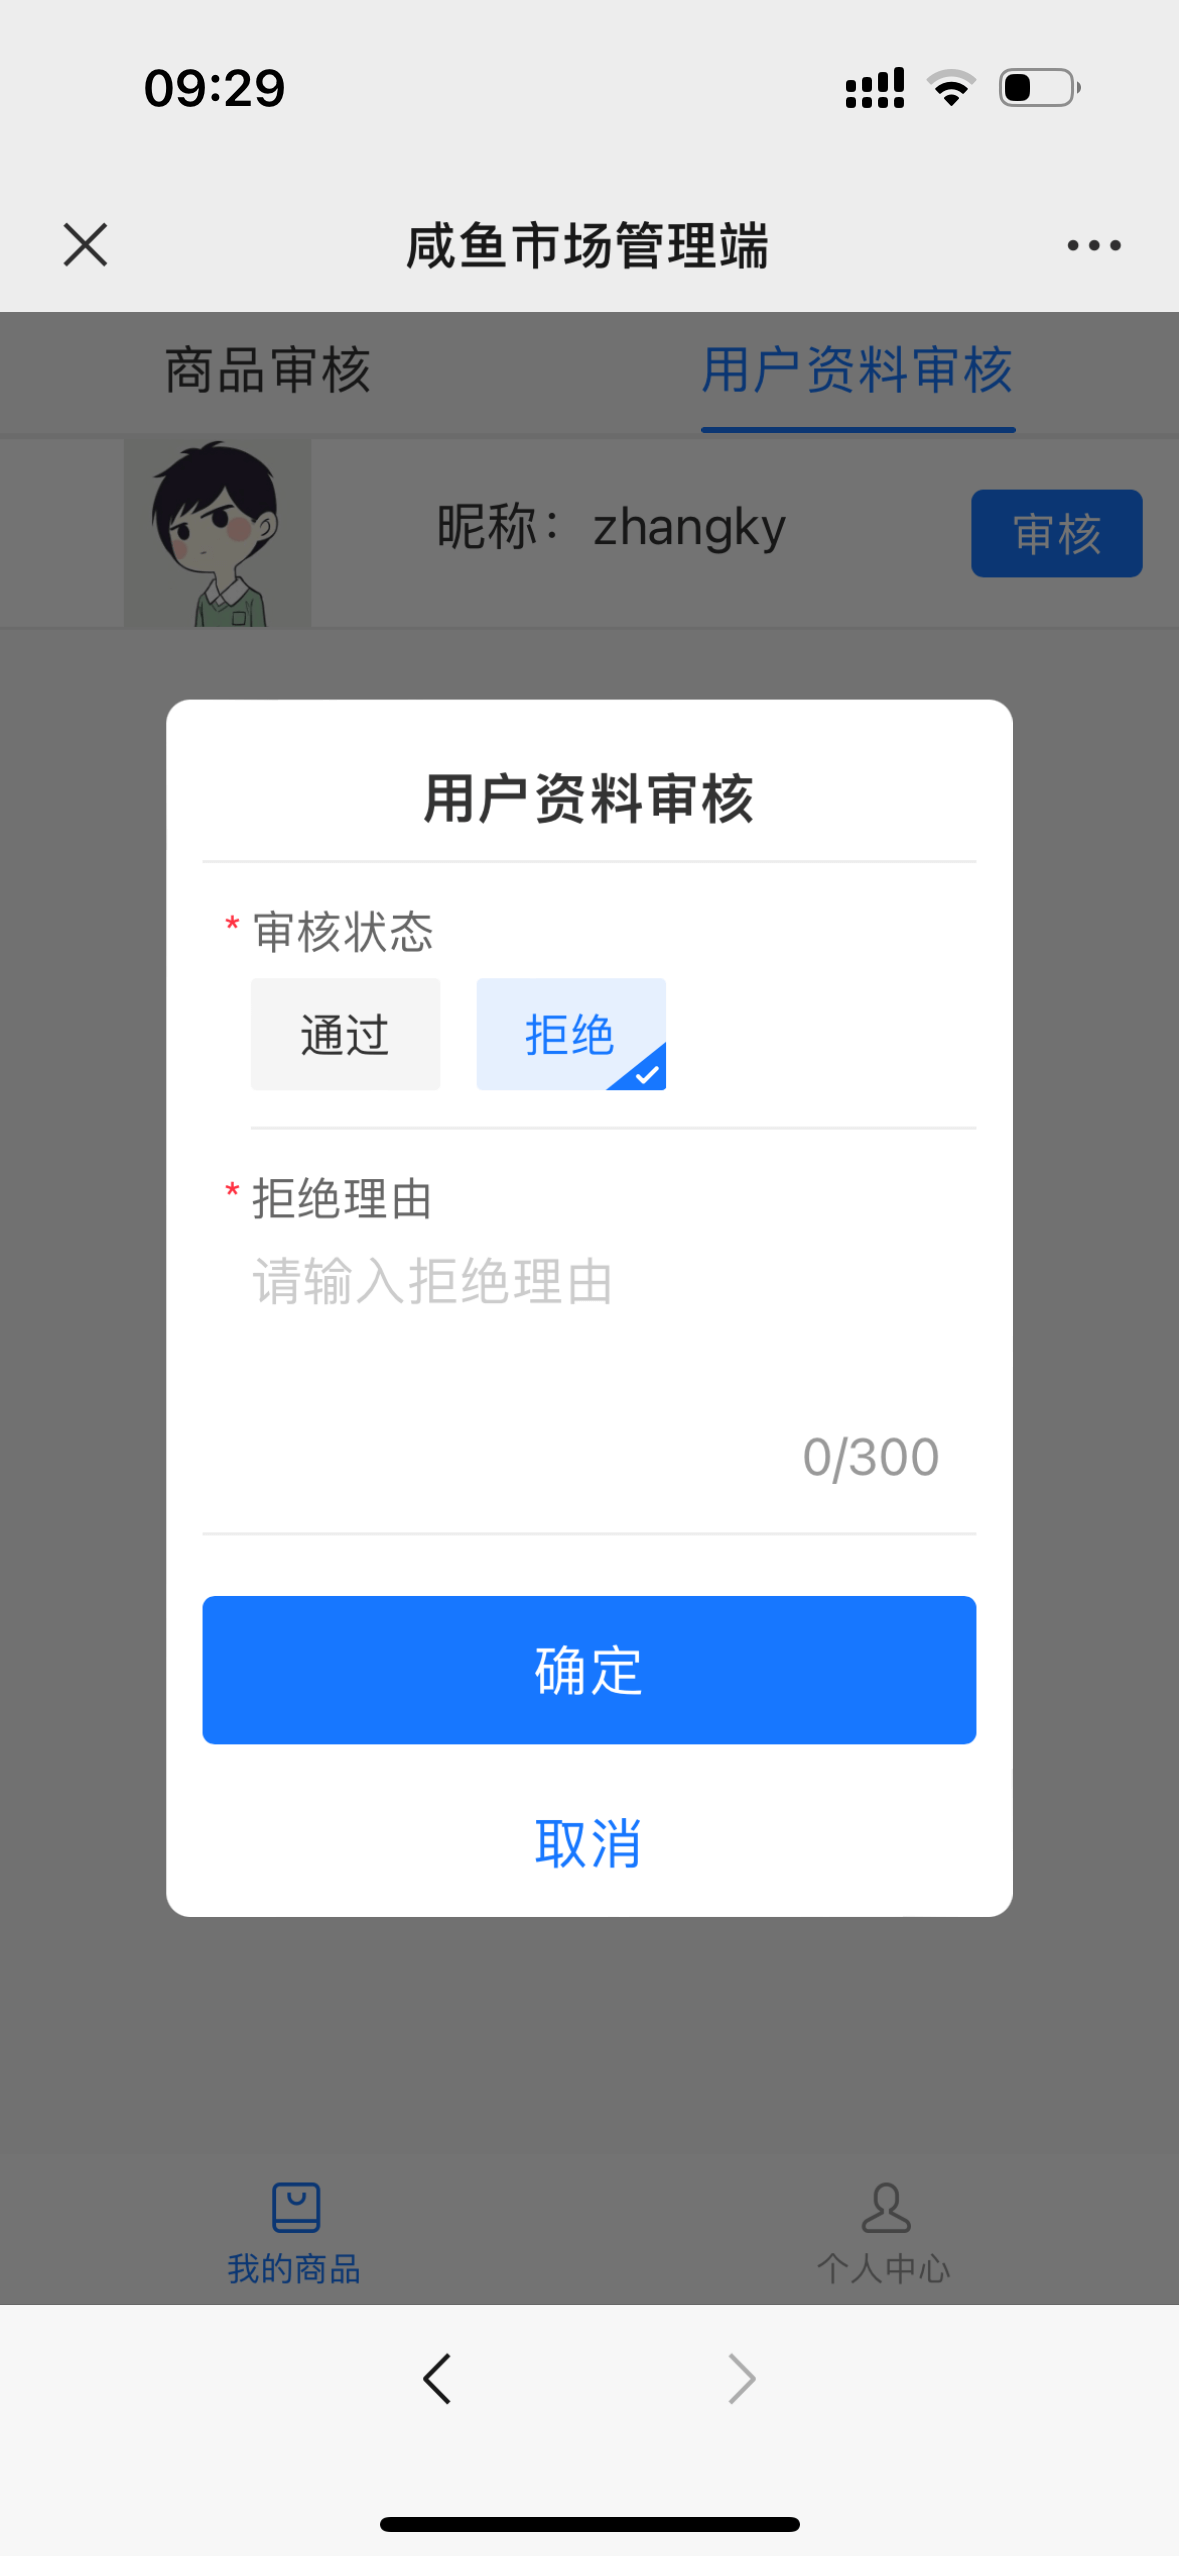 09:29
咸鱼市场管理端
商品审核
用户资料审核
昵称：zhangky
审核
用户资料审核
* 审核状态
通过
拒绝
* 拒绝理由
请输入拒绝理由
0/300
确定
取消
我的商品
个人中心